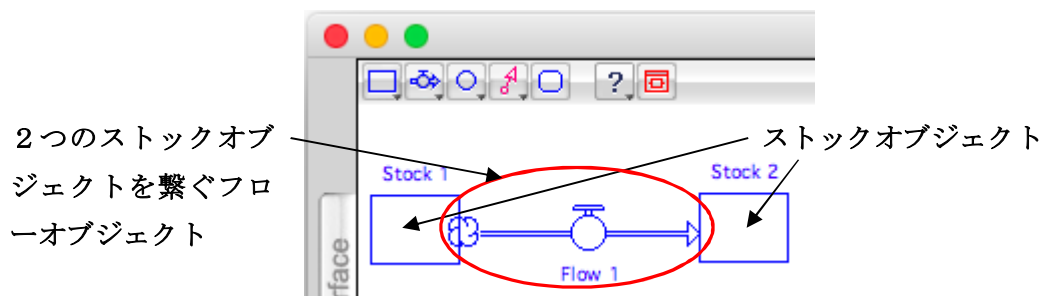 ?
2つのストックオブ
ジェクトを繋ぐフロ
ーオブジェクト
ストックオブジェクト
Stock 1
Stock 2
Flow 1
rface